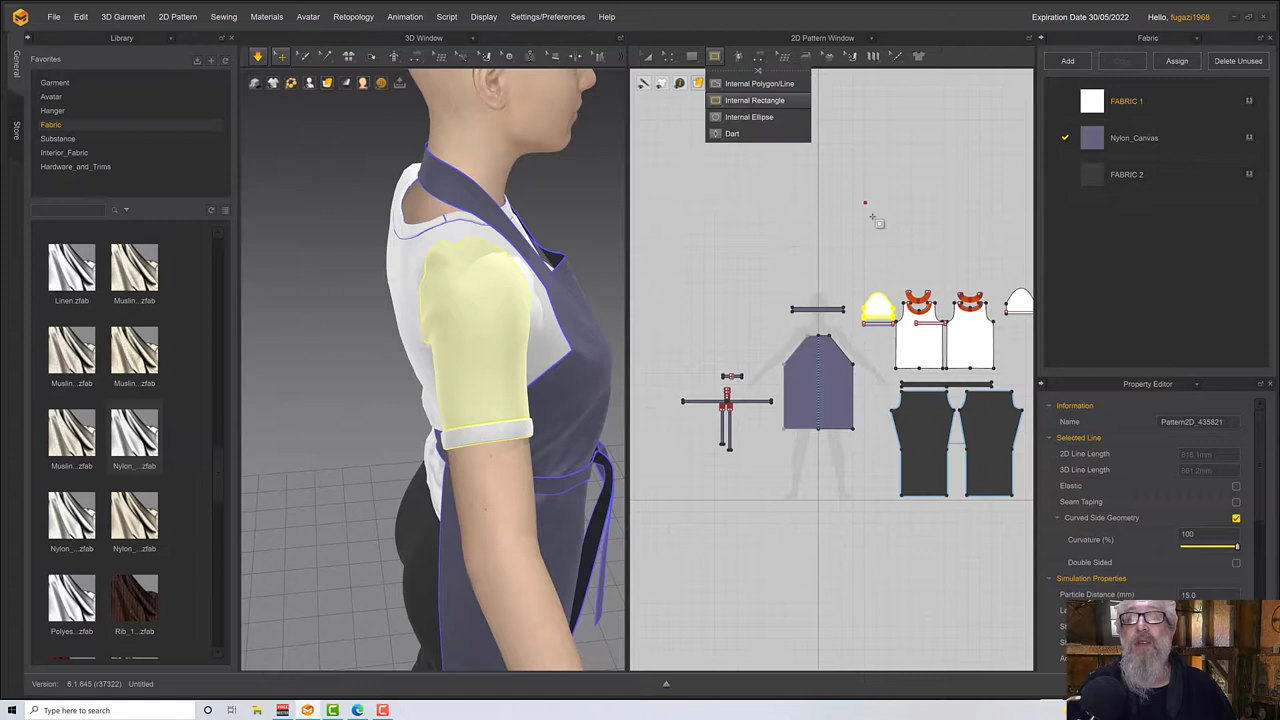 File Edit 3D Garment 2D Pattern Sewing Materials Avatar Retopology Animation Script Display Settings/Preferences Help
Expiration Date 30/05/2022 Hello, fugazi1968
Library
3D Window
2D Pattern Window
Fabric
General
Store
Favorites
Garment
Avatar
Hanger
Fabric
Substance
Interior_Fabric
Hardware_and_Trims
Linen.zfab Muslin...zfab
Muslin...zfab Muslin...zfab
Muslin...zfab Nylon_...zfab
Nylon_...zfab Nylon_...zfab
Polyes...zfab Rib_1...zfab
Internal Polygon/Line
Internal Rectangle
Internal Ellipse
Dart
Add Copy Assign Delete Unused
FABRIC 1
Nylon_Canvas
FABRIC 2
Property Editor
Information
Name Pattern2D_435821
Selected Line
2D Line Length
3D Line Length
Elastic
Seam Taping
Curved Side Geometry
Curvature (%) 100
Double Sided
Simulation Properties
Particle Distance (mm) 15.0
Version: 6.1.645 (r37322) Untitled
Type here to search